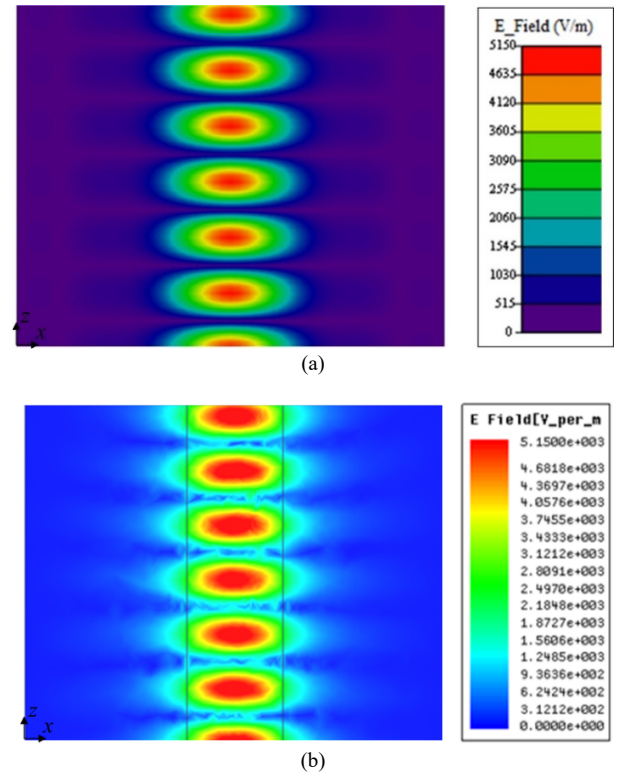 E_Field (V/m)
5150
4635
4120
3605
3090
2575
2060
1545
1030
515
0
z
x
(a)
E Field[V_per_m
5.1500e+003
4.6818e+003
4.3697e+003
4.0576e+003
3.7455e+003
3.4333e+003
3.1212e+003
2.8091e+003
2.4970e+003
2.1848e+003
1.8727e+003
1.5606e+003
1.2485e+003
9.3636e+002
6.2424e+002
3.1212e+002
0.0000e+000
z
x
(b)